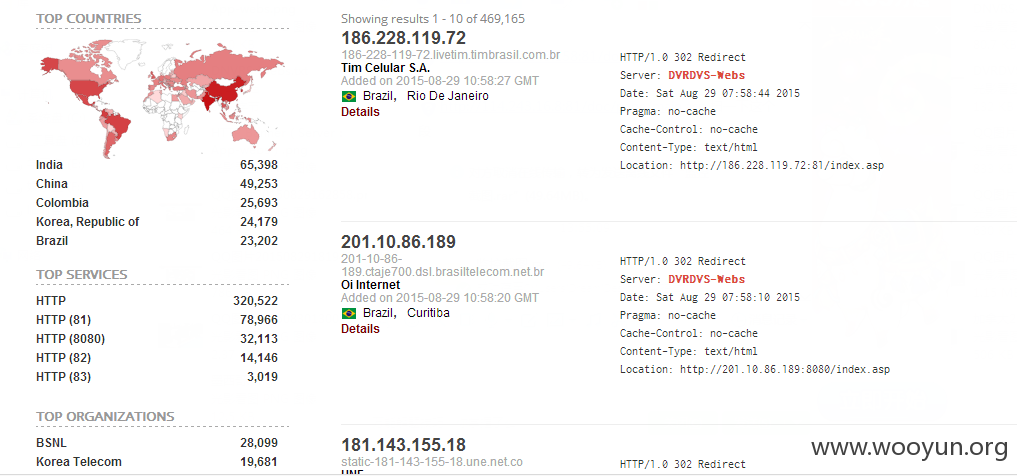 TOP COUNTRIES
India 65,398
China 49,253
Colombia 25,693
Korea, Republic of 24,179
Brazil 23,202
TOP SERVICES
HTTP 320,522
HTTP (81) 78,966
HTTP (8080) 32,113
HTTP (82) 14,146
HTTP (83) 3,019
TOP ORGANIZATIONS
BSNL 28,099
Korea Telecom 19,681
Showing results 1 - 10 of 469,165
186.228.119.72
186-228-119-72.livetim.timbrasil.com.br
Tim Celular S.A.
Added on 2015-08-29 10:58:27 GMT
Brazil, Rio De Janeiro
Details
HTTP/1.0 302 Redirect
Server: DVRDVS-Webs
Date: Sat Aug 29 07:58:44 2015
Pragma: no-cache
Cache-Control: no-cache
Content-Type: text/html
Location: http://186.228.119.72:81/index.asp
201.10.86.189
201-10-86-
189.ctaje700.dsl.brasiltelecom.net.br
Oi Internet
Added on 2015-08-29 10:58:20 GMT
Brazil, Curitiba
Details
HTTP/1.0 302 Redirect
Server: DVRDVS-Webs
Date: Sat Aug 29 07:58:10 2015
Pragma: no-cache
Cache-Control: no-cache
Content-Type: text/html
Location: http://201.10.86.189:8080/index.asp
181.143.155.18
static-181-143-155-18.une.net.co
UNE
HTTP/1.0 302 Redirect
www.wooyun.org